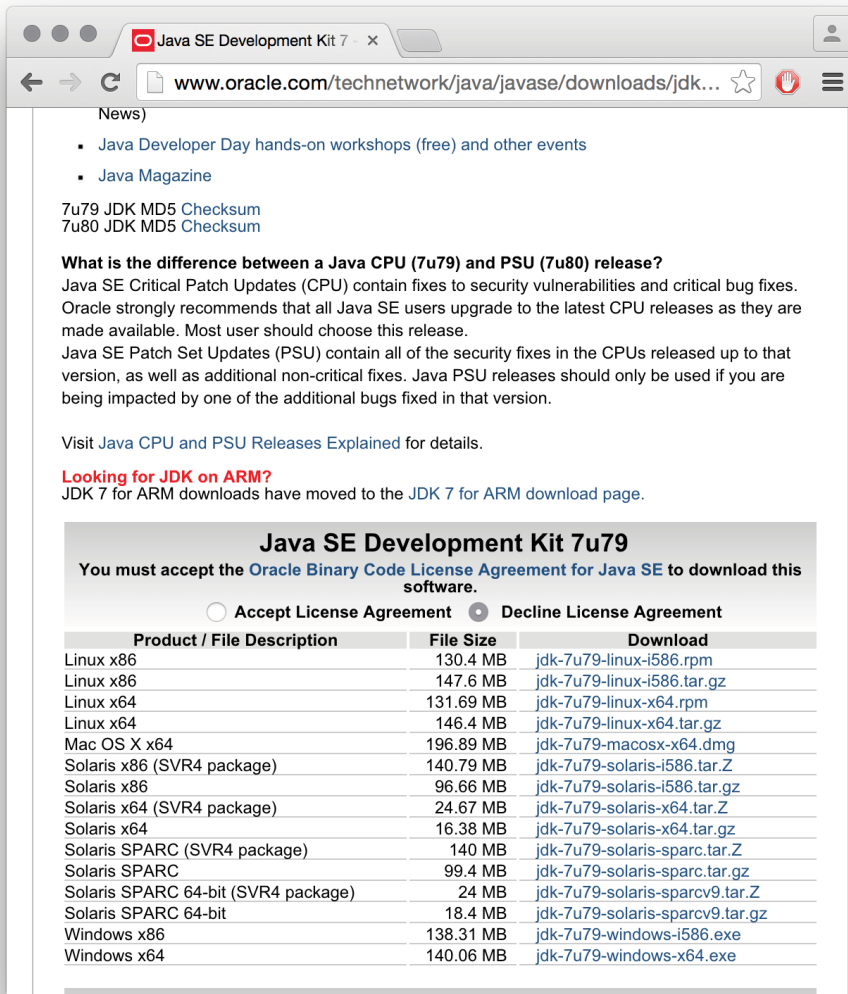 Java SE Development Kit 7 -
www.oracle.com/technetwork/java/javase/downloads/jdk...
News)
Java Developer Day hands-on workshops (free) and other events
Java Magazine
7u79 JDK MD5 Checksum
7u80 JDK MD5 Checksum
What is the difference between a Java CPU (7u79) and PSU (7u80) release?
Java SE Critical Patch Updates (CPU) contain fixes to security vulnerabilities and critical bug fixes.
Oracle strongly recommends that all Java SE users upgrade to the latest CPU releases as they are
made available. Most user should choose this release.
Java SE Patch Set Updates (PSU) contain all of the security fixes in the CPUs released up to that
version, as well as additional non-critical fixes. Java PSU releases should only be used if you are
being impacted by one of the additional bugs fixed in that version.
Visit Java CPU and PSU Releases Explained for details.
Looking for JDK on ARM?
JDK 7 for ARM downloads have moved to the JDK 7 for ARM download page.
Java SE Development Kit 7u79
You must accept the Oracle Binary Code License Agreement for Java SE to download this
software.
Accept License Agreement Decline License Agreement
Product / File Description File Size Download
Linux x86 130.4 MB jdk-7u79-linux-i586.rpm
Linux x86 147.6 MB jdk-7u79-linux-i586.tar.gz
Linux x64 131.69 MB jdk-7u79-linux-x64.rpm
Linux x64 146.4 MB jdk-7u79-linux-x64.tar.gz
Mac OS X x64 196.89 MB jdk-7u79-macosx-x64.dmg
Solaris x86 (SVR4 package) 140.79 MB jdk-7u79-solaris-i586.tar.Z
Solaris x86 96.66 MB jdk-7u79-solaris-i586.tar.gz
Solaris x64 (SVR4 package) 24.67 MB jdk-7u79-solaris-x64.tar.Z
Solaris x64 16.38 MB jdk-7u79-solaris-x64.tar.gz
Solaris SPARC (SVR4 package) 140 MB jdk-7u79-solaris-sparc.tar.Z
Solaris SPARC 99.4 MB jdk-7u79-solaris-sparc.tar.gz
Solaris SPARC 64-bit (SVR4 package) 24 MB jdk-7u79-solaris-sparcv9.tar.Z
Solaris SPARC 64-bit 18.4 MB jdk-7u79-solaris-sparcv9.tar.gz
Windows x86 138.31 MB jdk-7u79-windows-i586.exe
Windows x64 140.06 MB jdk-7u79-windows-x64.exe